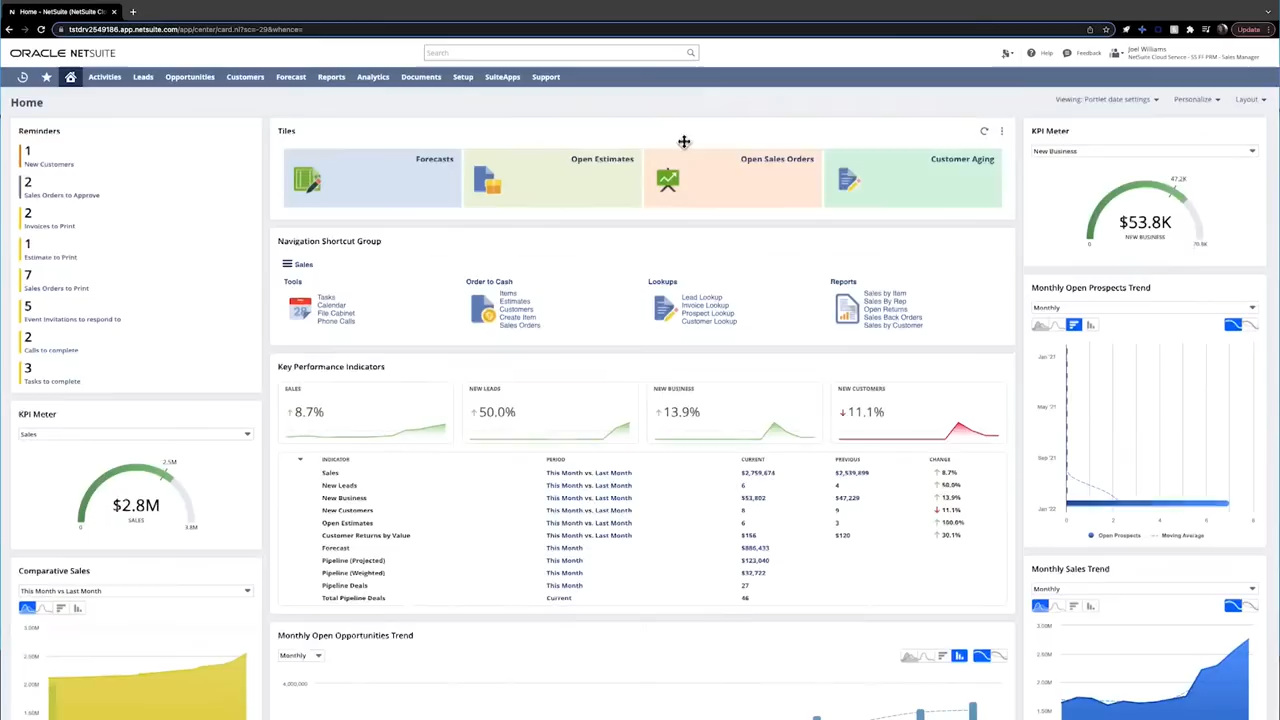 Home - NetSuite (NetSuite Cl
tstdrv2549186.app.netsuite.com/app/center/card.nl?sc=-29&whence=
Update
ORACLE NETSUITE
Search
Help
Feedback
Joel Williams
NetSuite Cloud Service - SS FF PRM - Sales Manager
Activities
Leads
Opportunities
Customers
Forecast
Reports
Analytics
Documents
Setup
SuiteApps
Support
Home
Viewing: Portlet date settings
Personalize
Layout
Reminders
1
New Customers
2
Sales Orders to Approve
2
Invoices to Print
1
Estimate to Print
7
Sales Orders to Print
5
Event Invitations to respond to
2
Calls to complete
3
Tasks to complete
KPI Meter
Sales
2.5M
$2.8M
SALES
0
3.8M
Comparative Sales
This Month vs Last Month
3.00M
2.50M
2.00M
1.50M
Tiles
Forecasts
Open Estimates
Open Sales Orders
Customer Aging
Navigation Shortcut Group
Sales
Tools
Tasks
Calendar
File Cabinet
Phone Calls
Order to Cash
Items
Estimates
Customers
Create Item
Sales Orders
Lookups
Lead Lookup
Invoice Lookup
Prospect Lookup
Customer Lookup
Reports
Sales by Item
Sales By Rep
Open Returns
Sales Back Orders
Sales by Customer
Key Performance Indicators
SALES
8.7%
NEW LEADS
50.0%
NEW BUSINESS
13.9%
NEW CUSTOMERS
11.1%
INDICATOR PERIOD CURRENT PREVIOUS CHANGE
Sales This Month vs. Last Month $2,759,674 $2,539,899 8.7%
New Leads This Month vs. Last Month 6 4 50.0%
New Business This Month vs. Last Month $53,802 $47,229 13.9%
New Customers This Month vs. Last Month 8 9 11.1%
Open Estimates This Month vs. Last Month 6 3 100.0%
Customer Returns by Value This Month vs. Last Month $156 $120 30.1%
Forecast This Month $886,433
Pipeline (Projected) This Month $123,040
Pipeline (Weighted) This Month $32,722
Pipeline Deals This Month 27
Total Pipeline Deals Current 46
Monthly Open Opportunities Trend
Monthly
4,000,000
KPI Meter
New Business
47.2K
$53.8K
NEW BUSINESS
0
Monthly Open Prospects Trend
Monthly
Jan '21
May '21
Sep '21
Jan '22
0 2 4 6 8
Open Prospects
Moving Average
Monthly Sales Trend
Monthly
3.00M
2.50M
2.00M
1.50M